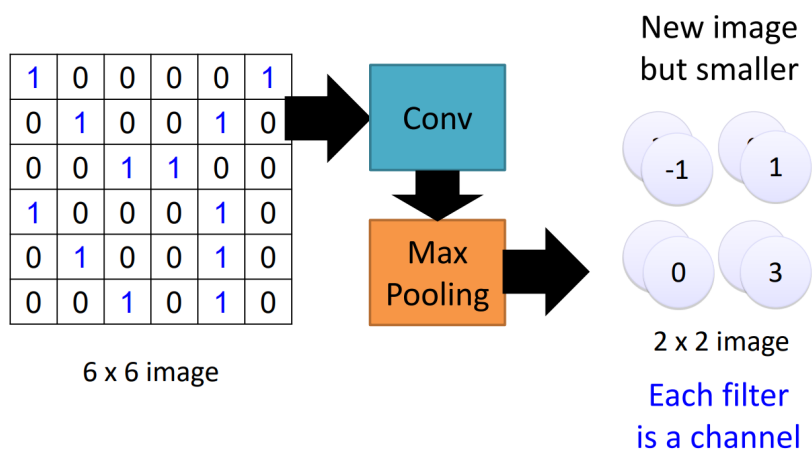 New image
but smaller
1 0 0 0 0 1
0 1 0 0 1 0
0 0 1 1 0 0
1 0 0 0 1 0
0 1 0 0 1 0
0 0 1 0 1 0
6 x 6 image
Conv
Max
Pooling
-1 1
0 3
2 x 2 image
Each filter
is a channel